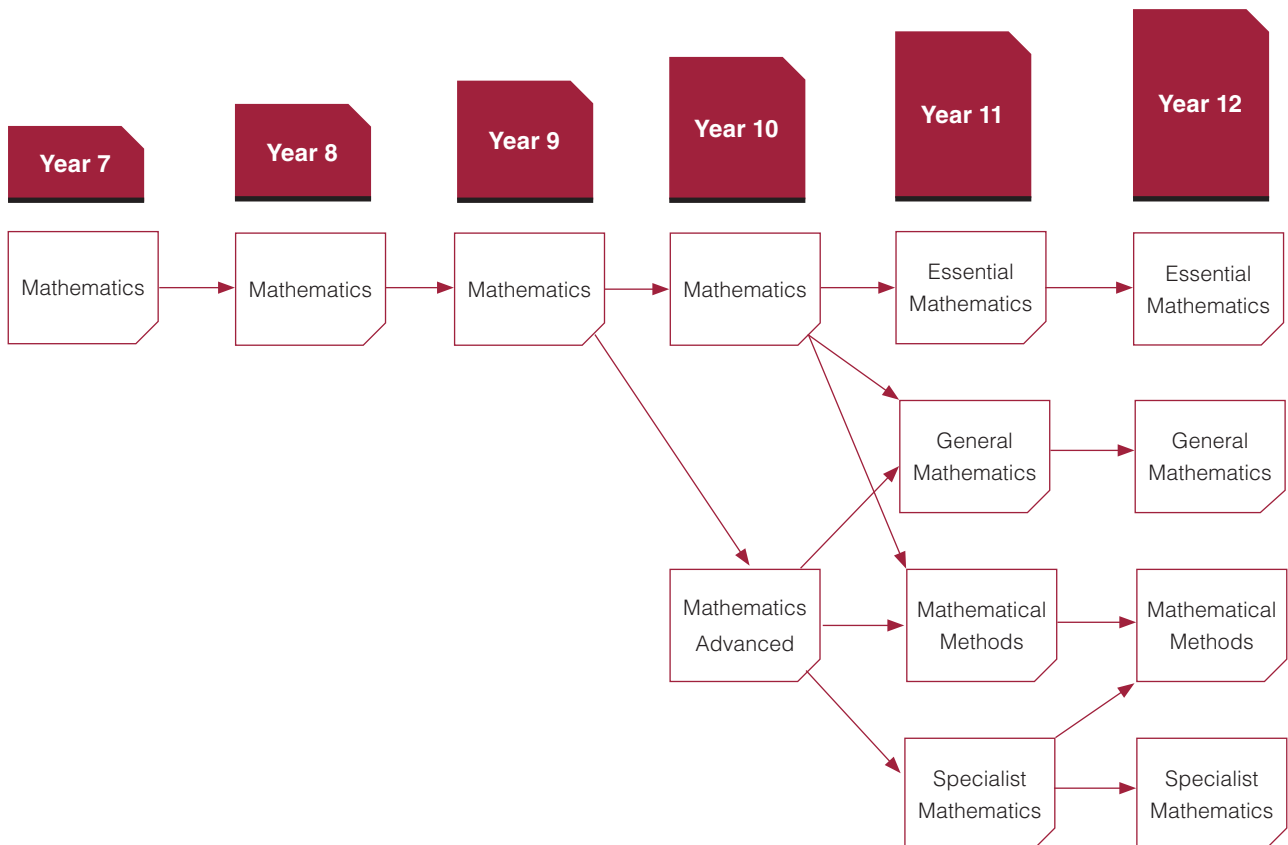 Year 7
Year 8
Year 9
Year 10
Year 11
Year 12
Mathematics
Mathematics
Mathematics
Mathematics
Essential
Mathematics
Essential
Mathematics
General
Mathematics
General
Mathematics
Mathematics
Advanced
Mathematical
Methods
Mathematical
Methods
Specialist
Mathematics
Specialist
Mathematics